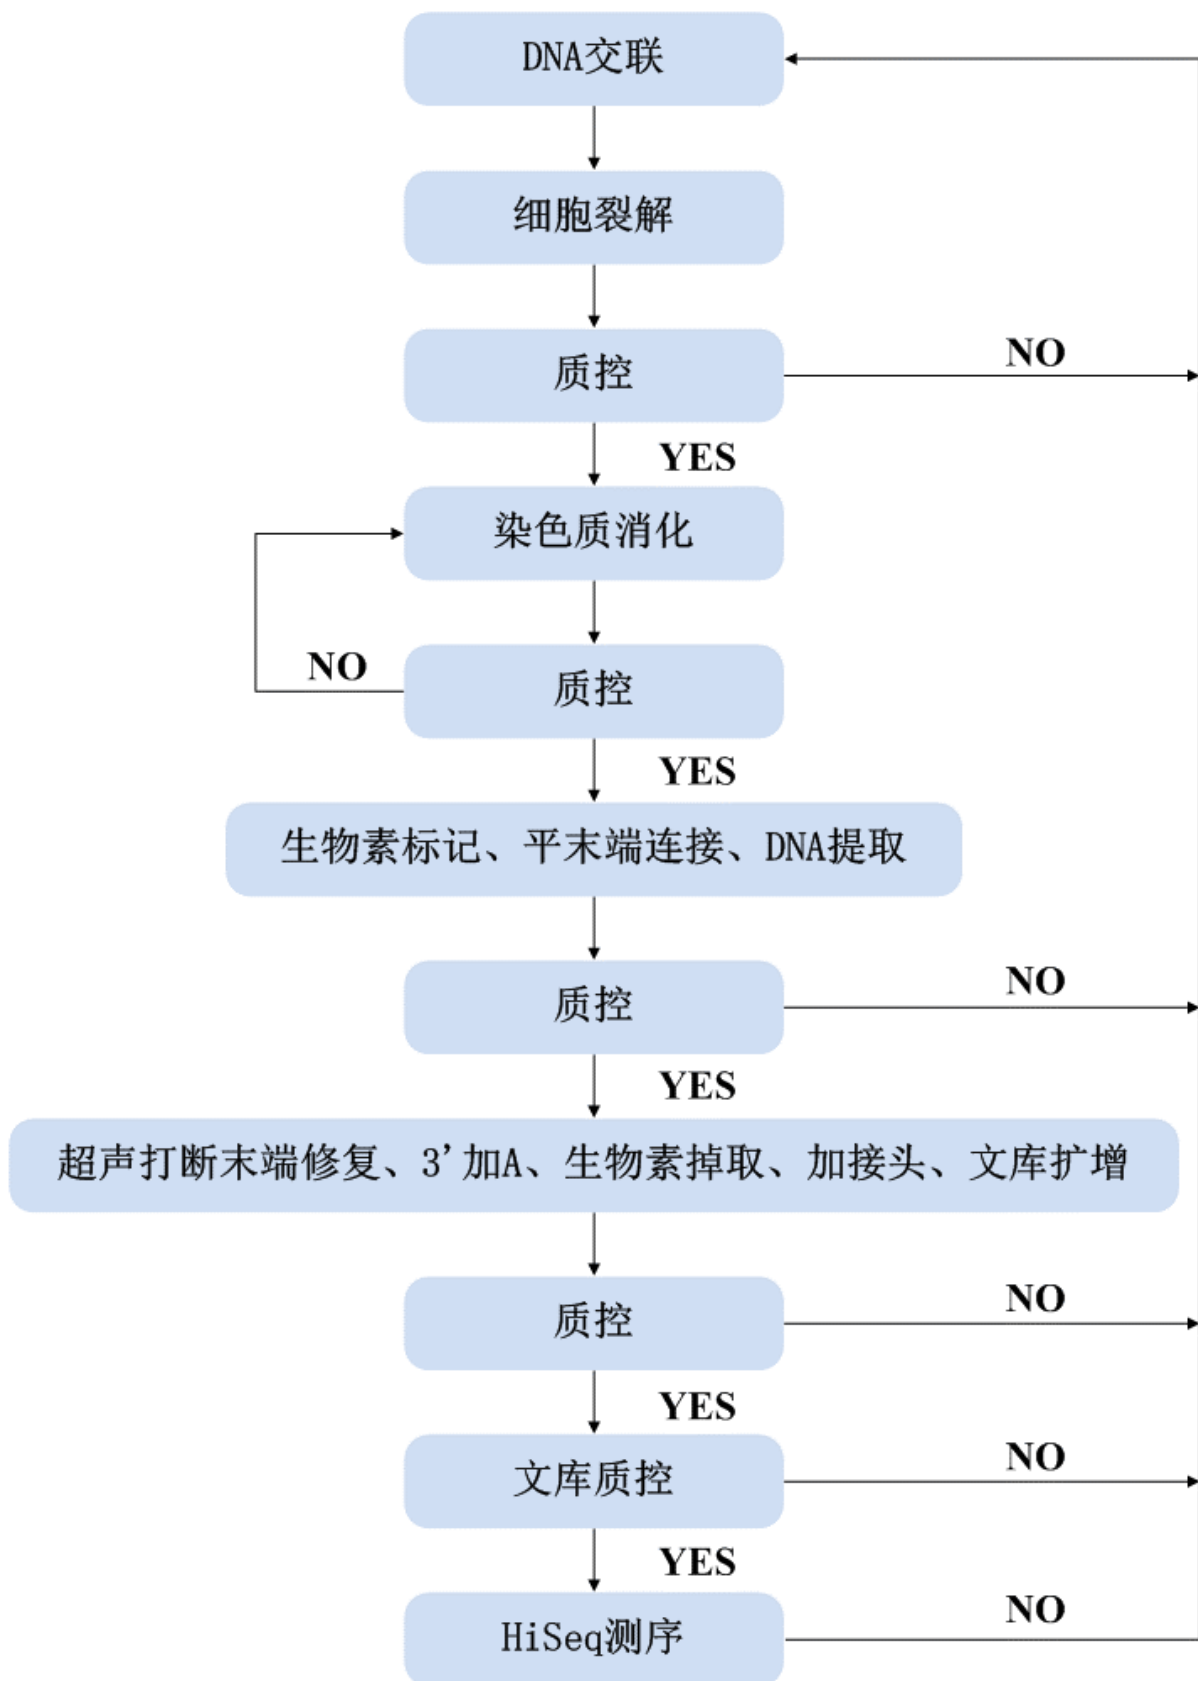 DNA交联
细胞裂解
质控
NO
YES
染色质消化
NO
质控
YES
生物素标记、平末端连接、DNA提取
质控
NO
YES
超声打断末端修复、3'加A、生物素掉取、加接头、文库扩增
质控
NO
YES
文库质控
NO
YES
HiSeq测序
NO